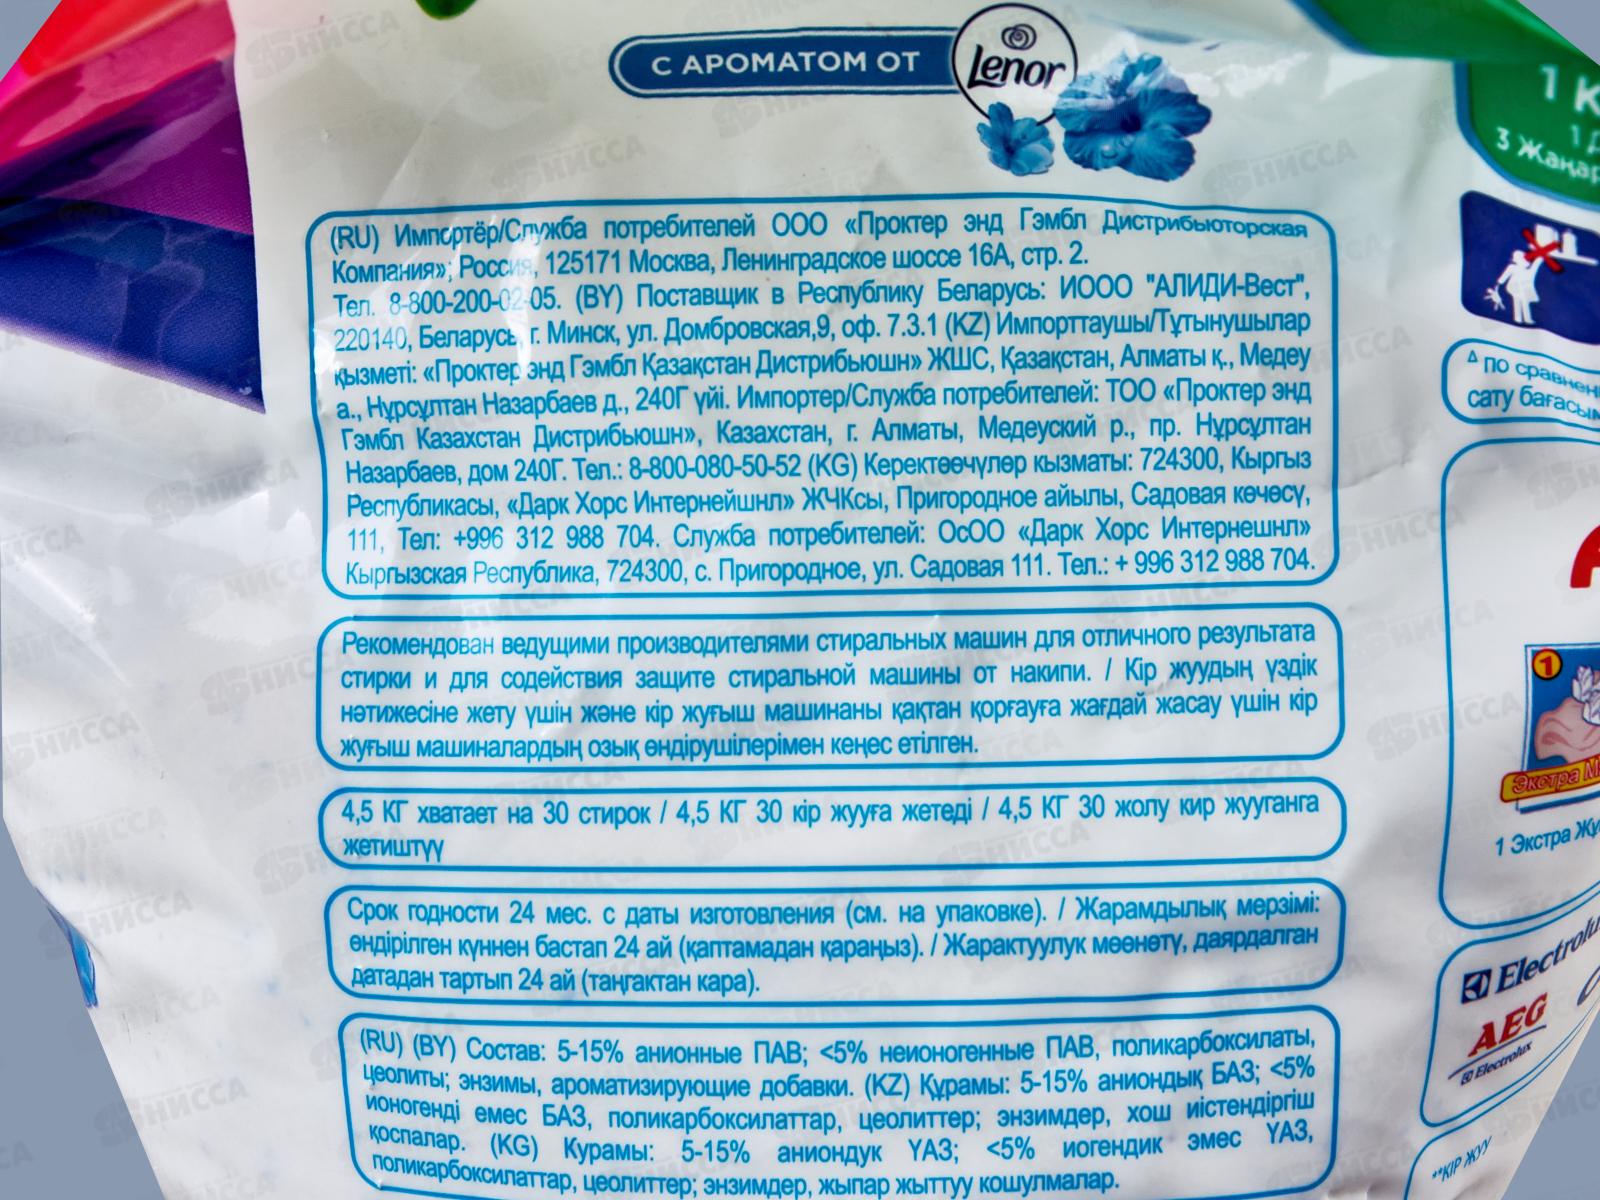 С АРОМАТОМ ОТ Lenor
(RU) Импортёр/Служба потребителей ООО «Проктер энд Гэмбл Дистрибьюторская
Компания»; Россия, 125171 Москва, Ленинградское шоссе 16А, стр. 2.
Тел. 8-800-200-02-05. (BY) Поставщик в Республику Беларусь: ИООО "АЛИДИ-Вест",
220140, Беларусь, г. Минск, ул. Домбровская,9, оф. 7.3.1 (KZ) Импорттаушы/Тұтынушылар
қызметі: «Проктер энд Гэмбл Қазақстан Дистрибьюшн» ЖШС, Қазақстан, Алматы қ., Медеу
а., Нұрсұлтан Назарбаев д., 240Г үйі. Импортер/Служба потребителей: ТОО «Проктер энд
Гэмбл Казахстан Дистрибьюшн», Казахстан, г. Алматы, Медеуский р., пр. Нұрсұлтан
Назарбаев, дом 240Г. Тел.: 8-800-080-50-52 (KG) Керектөөчүлөр кызматы: 724300, Кыргыз
Республикасы, «Дарк Хорс Интернейшнл» ЖЧКсы, Пригородное айылы, Садовая көчөсү,
111, Тел: +996 312 988 704. Служба потребителей: ОсОО «Дарк Хорс Интернешнл»
Кыргызская Республика, 724300, с. Пригородное, ул. Садовая 111. Тел.: + 996 312 988 704.
Рекомендован ведущими производителями стиральных машин для отличного результата
стирки и для содействия защите стиральной машины от накипи. / Кір жуудың үздік
нәтижесіне жету үшін және кір жуғыш машинаны қақтан қорғауға жағдай жасау үшін кір
жуғыш машиналардың озық өндірушілерімен кеңес етілген.
4,5 КГ хватает на 30 стирок / 4,5 КГ 30 кір жууға жетеді / 4,5 КГ 30 жолу кир жууганга
жетиштүү
Срок годности 24 мес. с даты изготовления (см. на упаковке). / Жарамдылық мерзімі:
өндірілген күннен бастап 24 ай (қаптамадан қараңыз). / Жарактуулук мөөнөтү, даярдалган
датадан тартып 24 ай (таңгактан кара).
(RU) (BY) Состав: 5-15% анионные ПАВ; <5% неионогенные ПАВ, поликарбоксилаты,
цеолиты; энзимы, ароматизирующие добавки. (KZ) Құрамы: 5-15% аниондық БАЗ; <5%
ионогенді емес БАЗ, поликарбоксилаттар, цеолиттер; энзимдер, хош иістендіргіш
қоспалар. (KG) Курамы: 5-15% аниондук ҮАЗ; <5% иогендик эмес ҮАЗ,
поликарбоксилаттар, цеолиттер; энзимдер, жыпар жыттуу кошулмалар.
3
Δ по
сату
1
Экстра
1 Экстра
Electrolux
AEG
Electrolux
**КІР ЖУУ